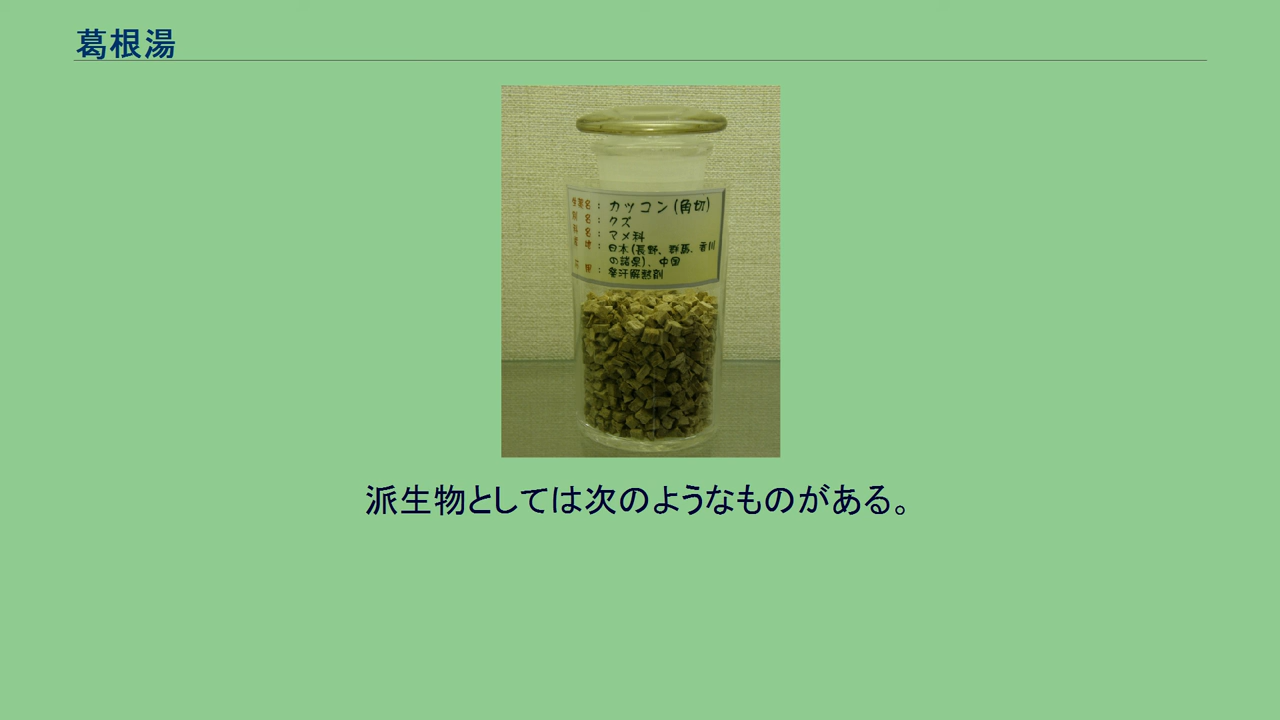 葛根湯
生薬名：カッコン(角切)
別名：クズ
科名：マメ科
産地：日本(長野、群馬、香川
の諸県)、中国
効果：発汗解熱剤
派生物としては次のようなものがある。